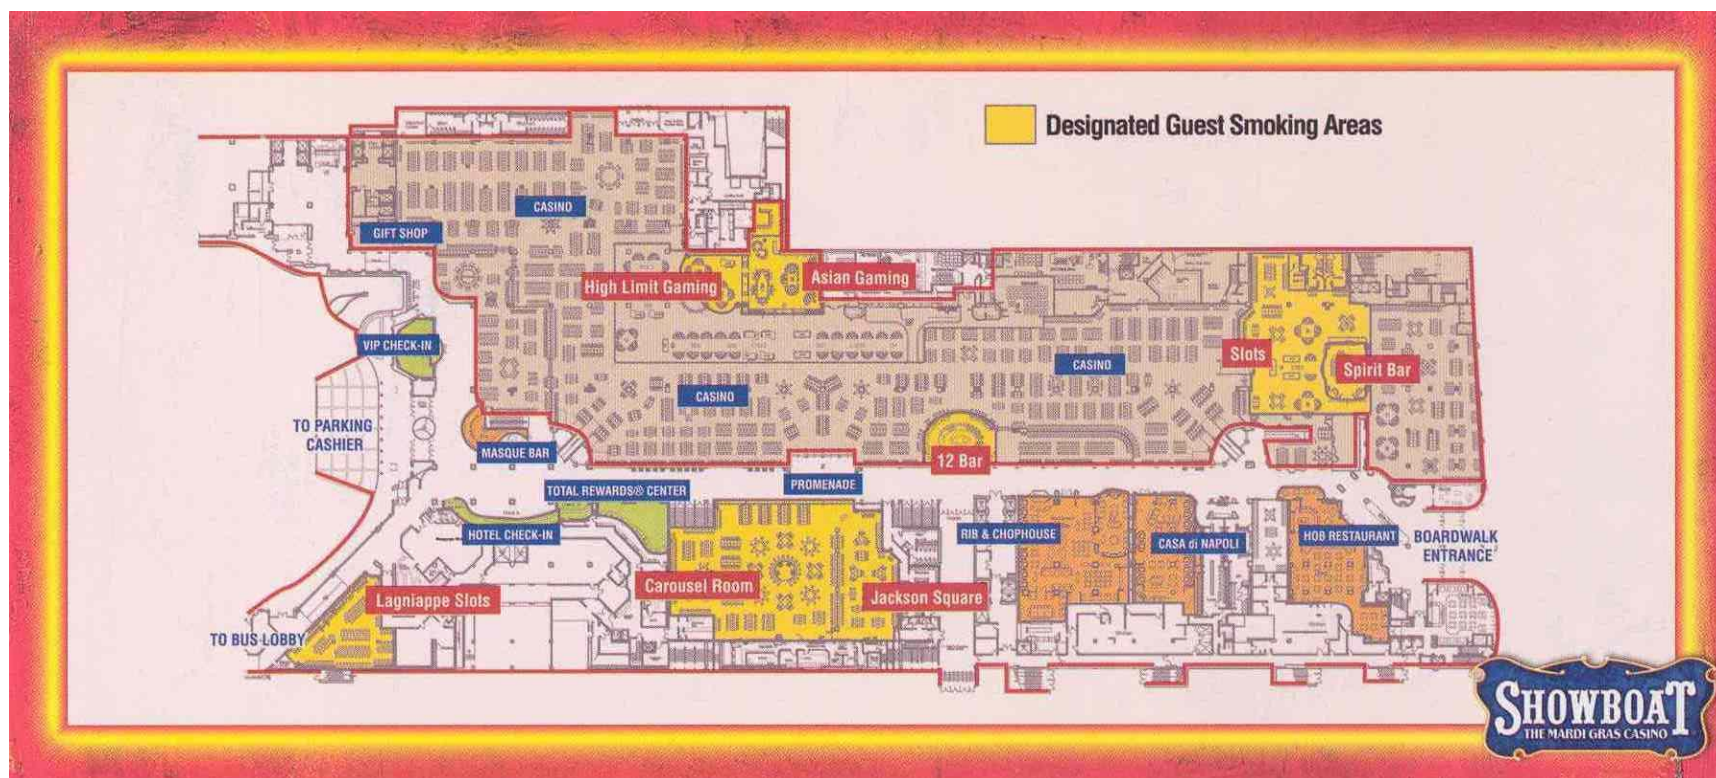 Designated Guest Smoking Areas
CASINO
GIFT SHOP
High Limit Gaming
Asian Gaming
VIP CHECK-IN
Slots
CASINO
Spirit Bar
CASINO
TO PARKING
CASHIER
MASQUE BAR
12 Bar
PROMENADE
TOTAL REWARDS® CENTER
HOTEL CHECK-IN
RIB & CHOPHOUSE
CASA di NAPOLI
HOB RESTAURANT
BOARDWALK
ENTRANCE
Carousel Room
Lagniappe Slots
Jackson Square
TO BUS LOBBY
SHOWBOAT
THE MARDI GRAS CASINO